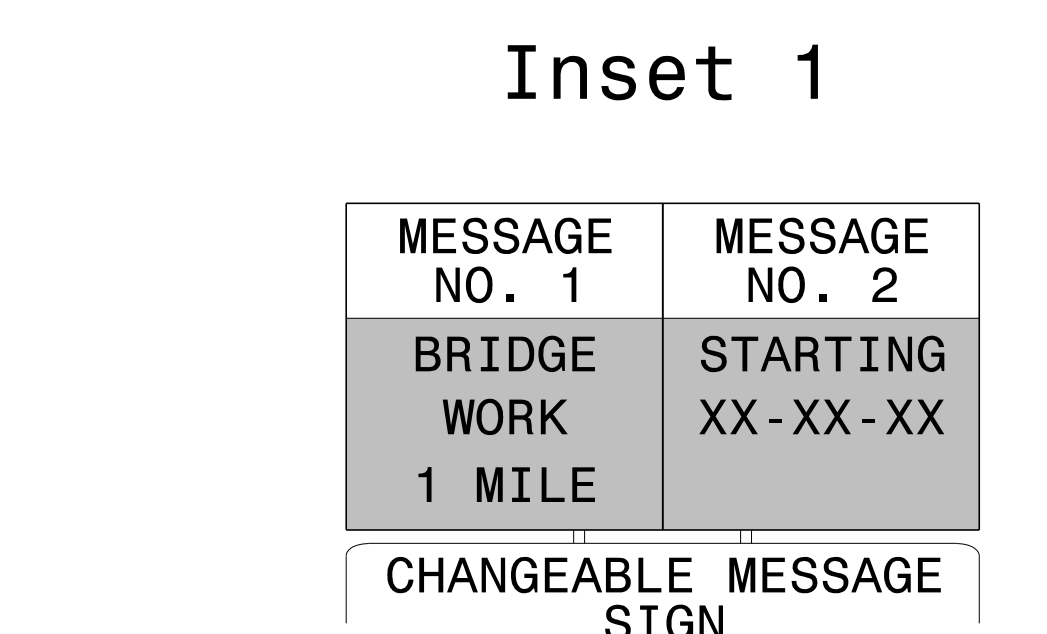 Inset 1
MESSAGE
NO. 1
MESSAGE
NO. 2
BRIDGE
WORK
1 MILE
STARTING
XX-XX-XX
CHANGEABLE MESSAGE
SIGN